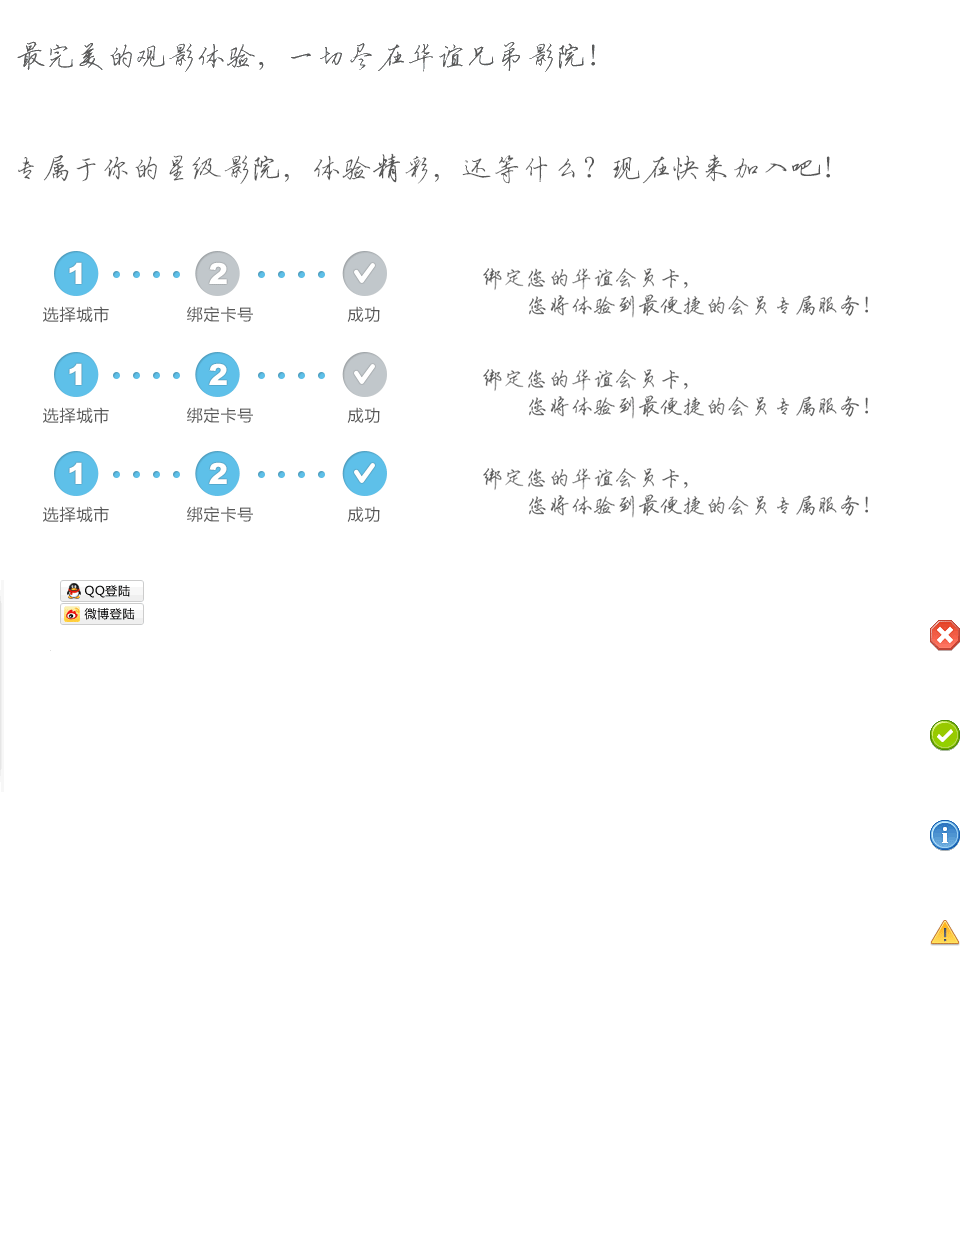 最完美的观影体验，一切尽在华谊兄弟影院！
专属于你的星级影院，体验精彩，还等什么？现在快来加入吧！
1 2
选择城市 绑定卡号 成功
绑定您的华谊会员卡，
您将体验到最便捷的会员专属服务！
1 2
选择城市 绑定卡号 成功
绑定您的华谊会员卡，
您将体验到最便捷的会员专属服务！
1 2
选择城市 绑定卡号 成功
绑定您的华谊会员卡，
您将体验到最便捷的会员专属服务！
QQ登陆
微博登陆